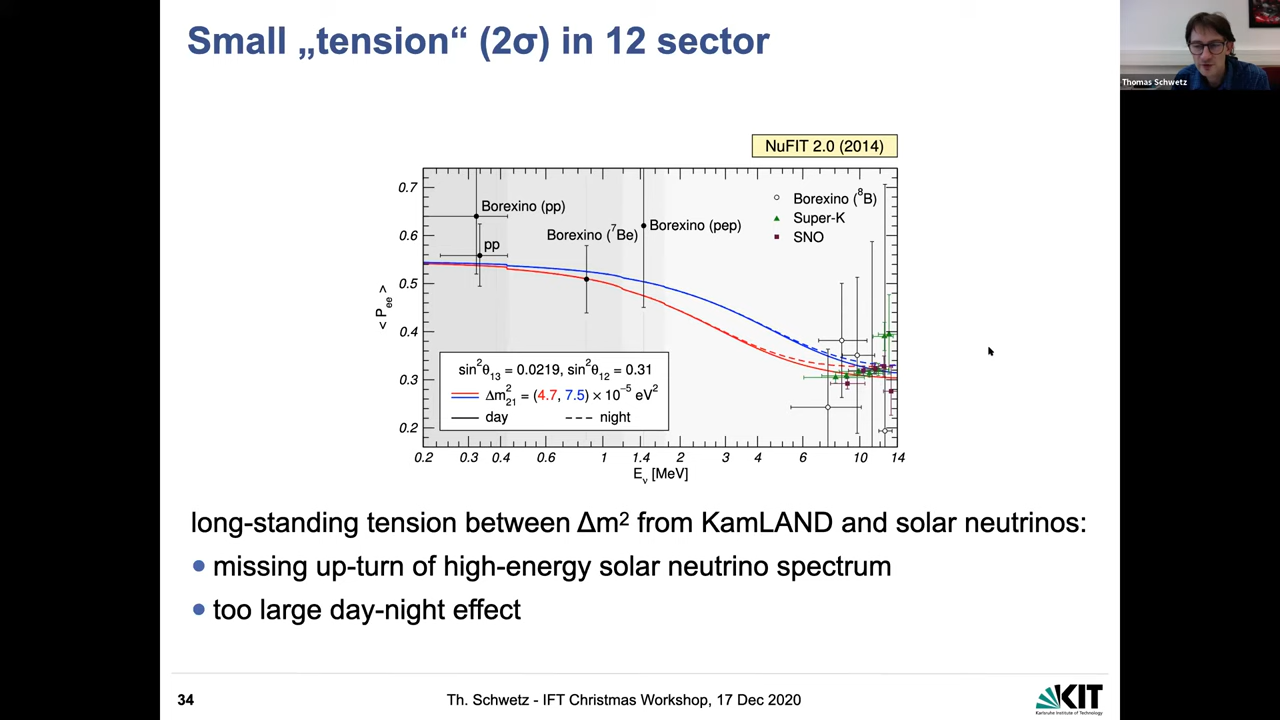 Small „tension“ (2σ) in 12 sector
Thomas Schwetz
NuFIT 2.0 (2014)
0.7
0.6
0.5
0.4
0.3
0.2
< Pee >
Borexino (pp)
pp
Borexino (7Be)
Borexino (pep)
Borexino (8B)
Super-K
SNO
sin²θ13 = 0.0219, sin²θ12 = 0.31
Δm²21 = (4.7, 7.5) × 10⁻⁵ eV²
day night
0.2 0.3 0.4 0.6 1 1.4 2 3 4 6 10 14
Eν [MeV]
long-standing tension between Δm² from KamLAND and solar neutrinos:
• missing up-turn of high-energy solar neutrino spectrum
• too large day-night effect
34
Th. Schwetz - IFT Christmas Workshop, 17 Dec 2020
KIT
Karlsruhe Institute of Technology